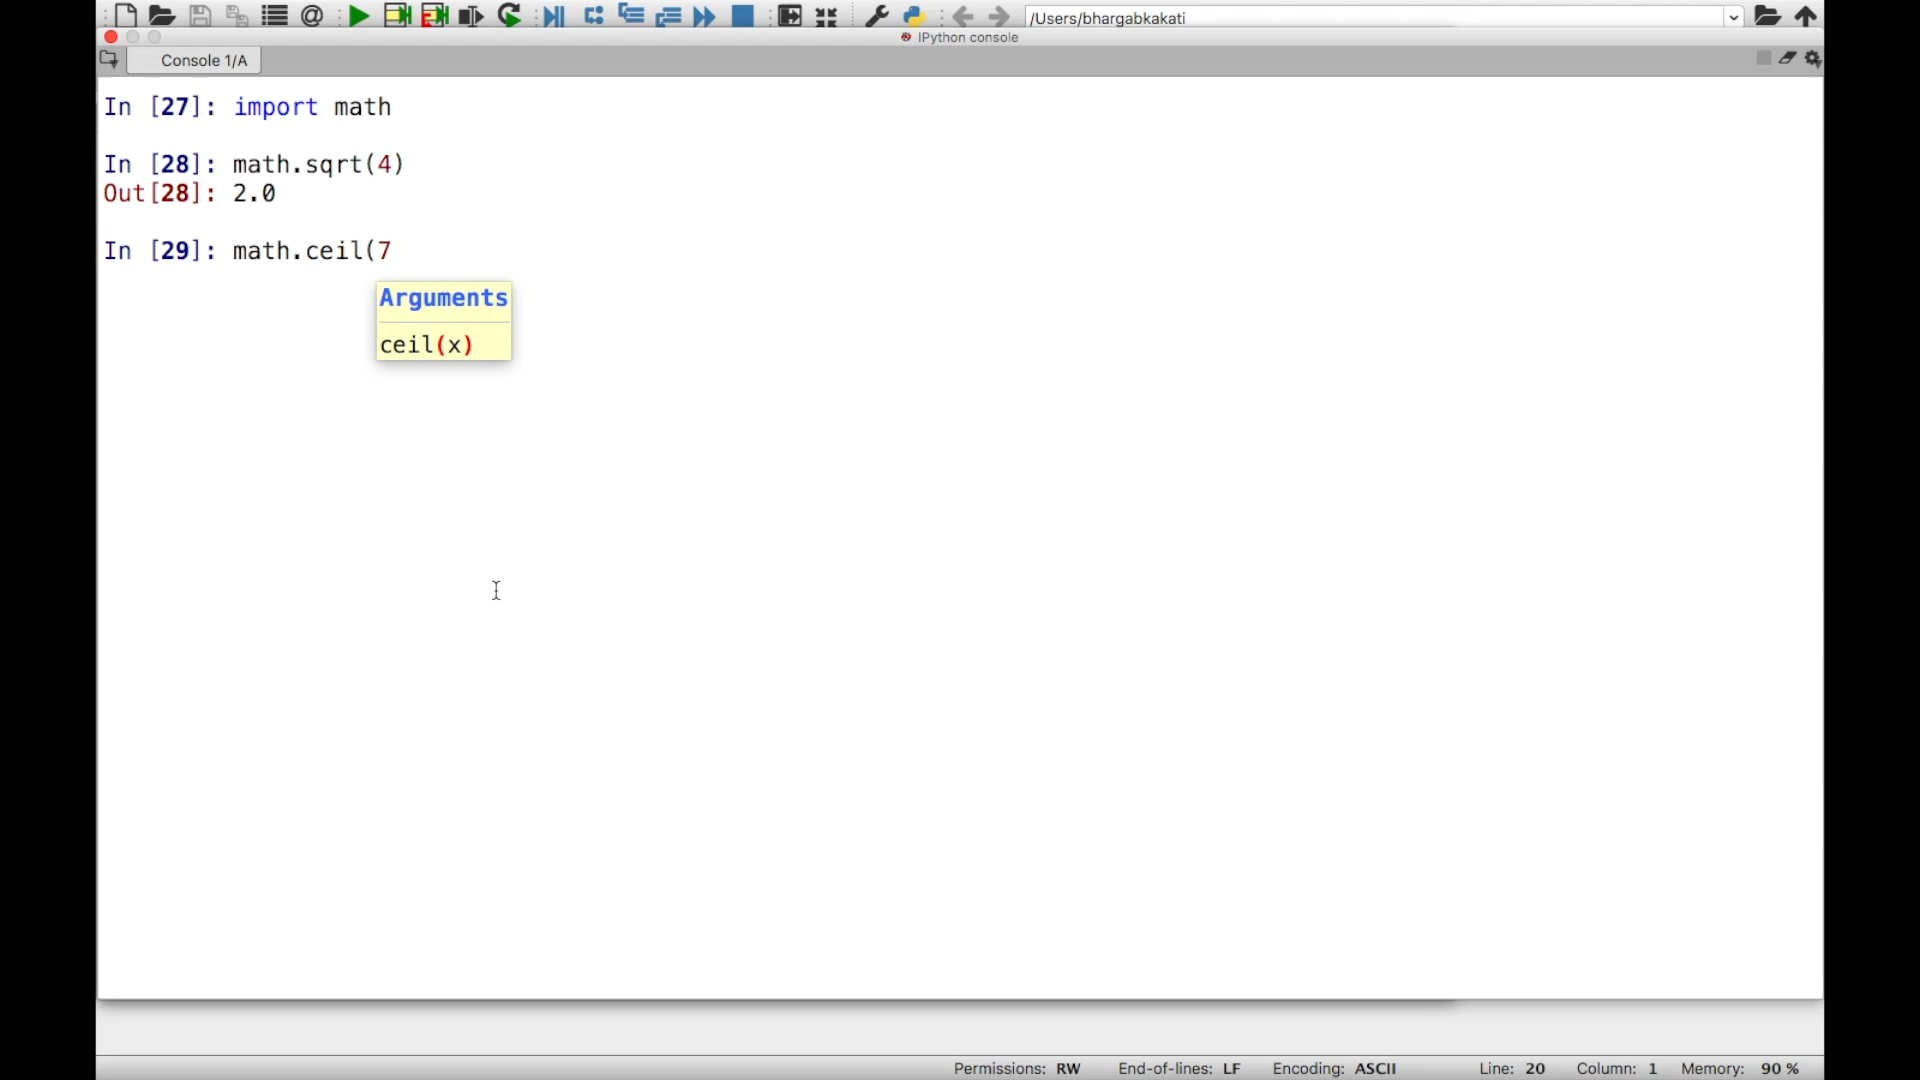 /Users/bhargabkakati
IPython console
Console 1/A
In [27]: import math
In [28]: math.sqrt(4)
Out[28]: 2.0
In [29]: math.ceil(7
Arguments
ceil(x)
Permissions: RW End-of-lines: LF Encoding: ASCII Line: 20 Column: 1 Memory: 90 %